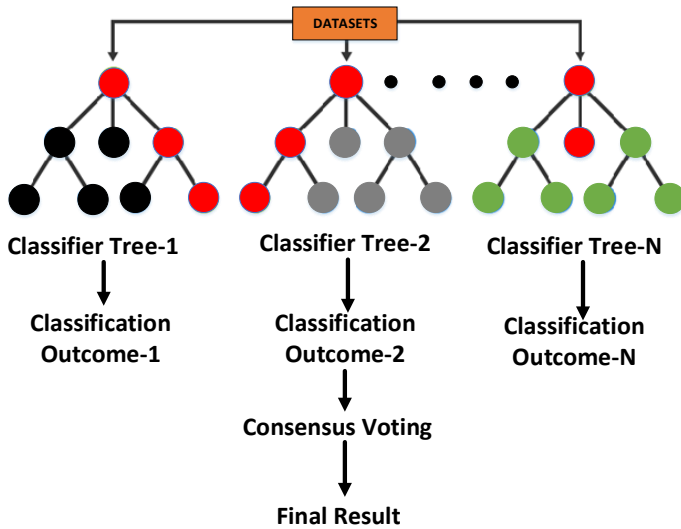 DATASETS
Classifier Tree-1
Classifier Tree-2
Classifier Tree-N
Classification
Outcome-1
Classification
Outcome-2
Classification
Outcome-N
Consensus Voting
Final Result